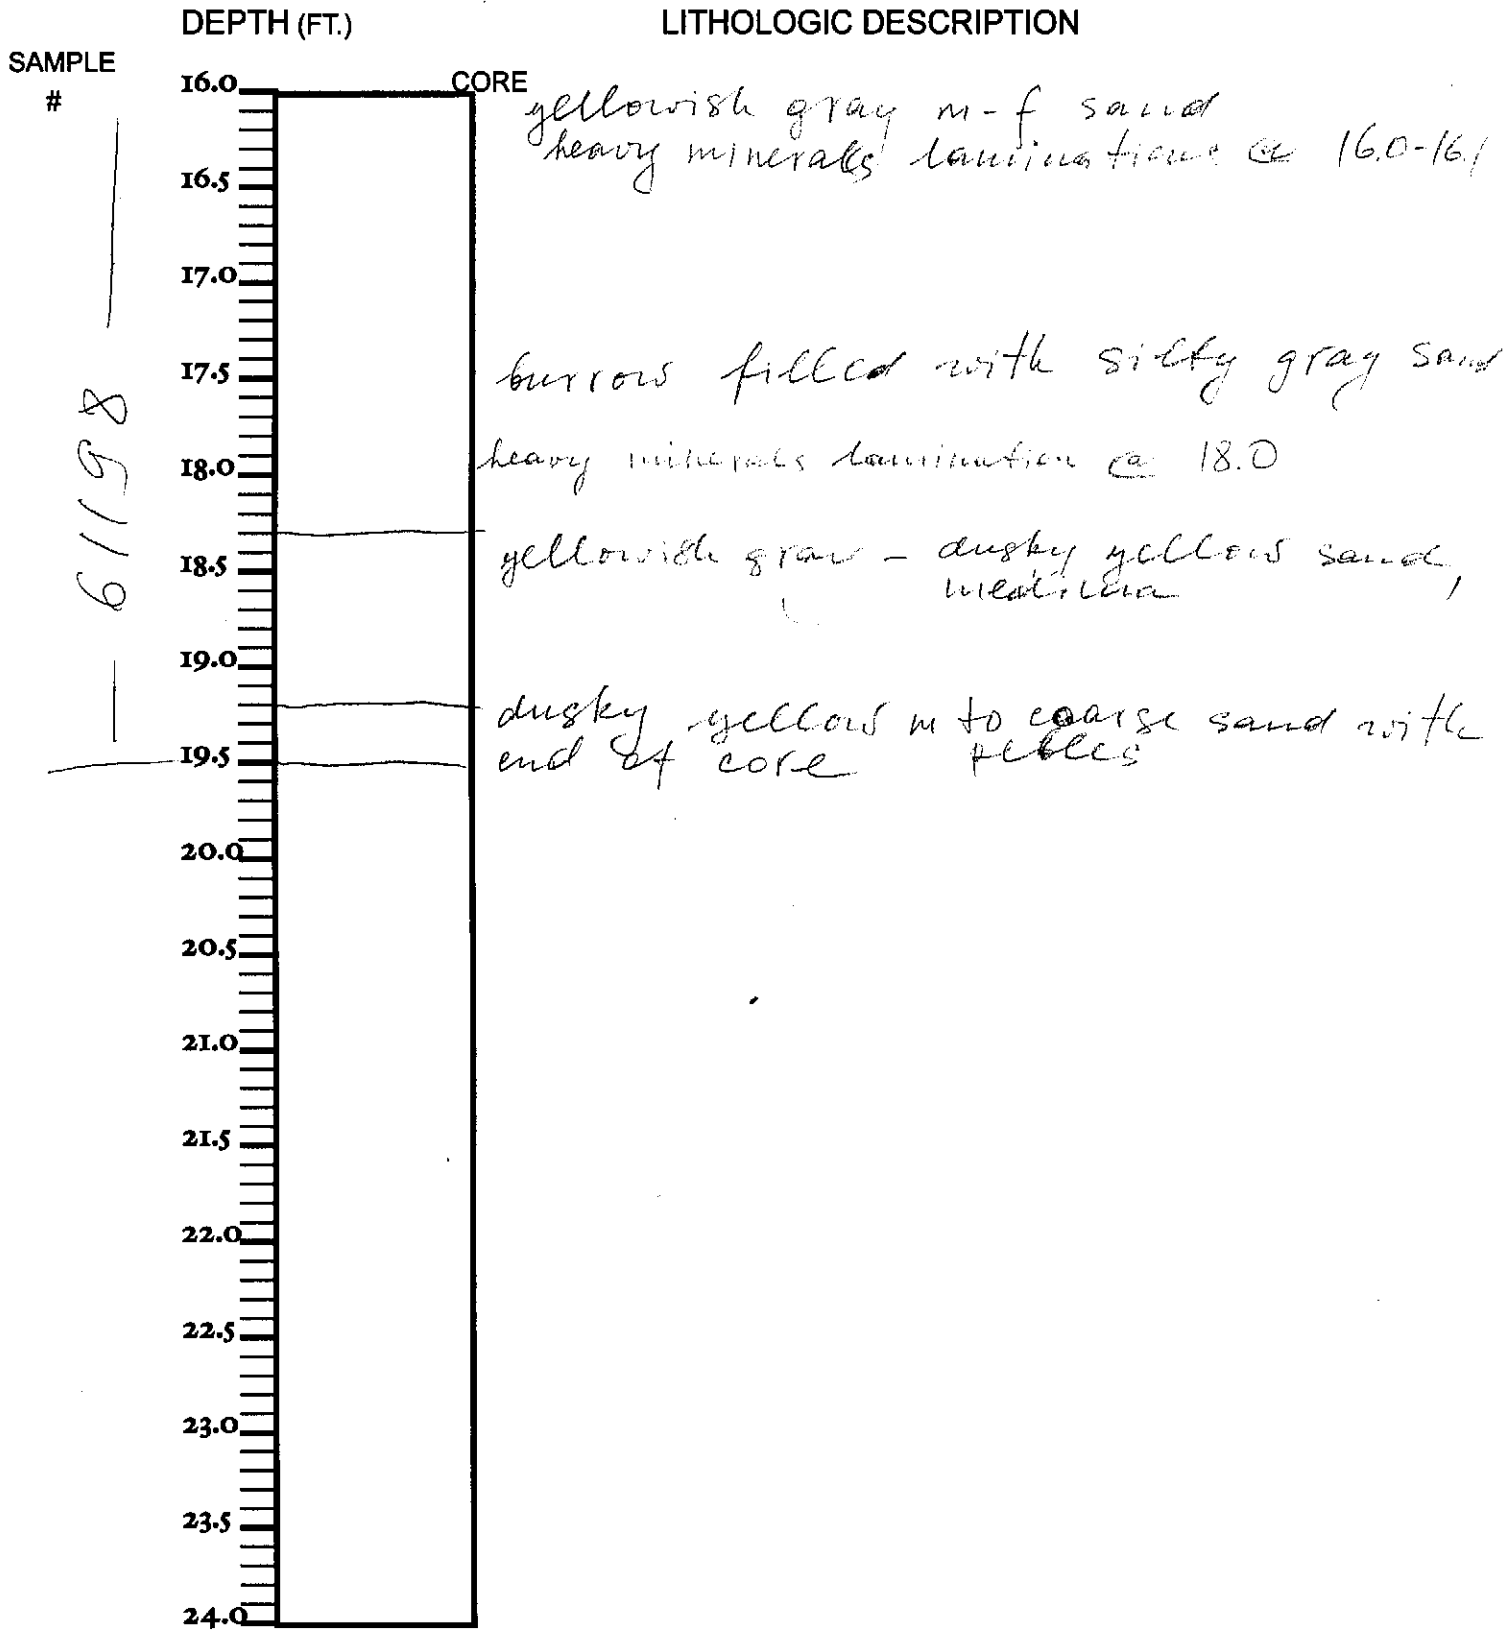 DEPTH (FT.)
LITHOLOGIC DESCRIPTION
SAMPLE
#
CORE
16.0
yellowish gray m-f sand
heavy minerals laminations @ 16.0-16.1
16.5
17.0
17.5
burrow filled with silty gray sand
18.0
heavy minerals lamination @ 18.0
18.5
yellowish gray - dusky yellow sand,
medium
19.0
dusky yellow m to coarse sand with
pebbles
19.5
end of core
61198
20.0
20.5
21.0
21.5
22.0
22.5
23.0
23.5
24.0